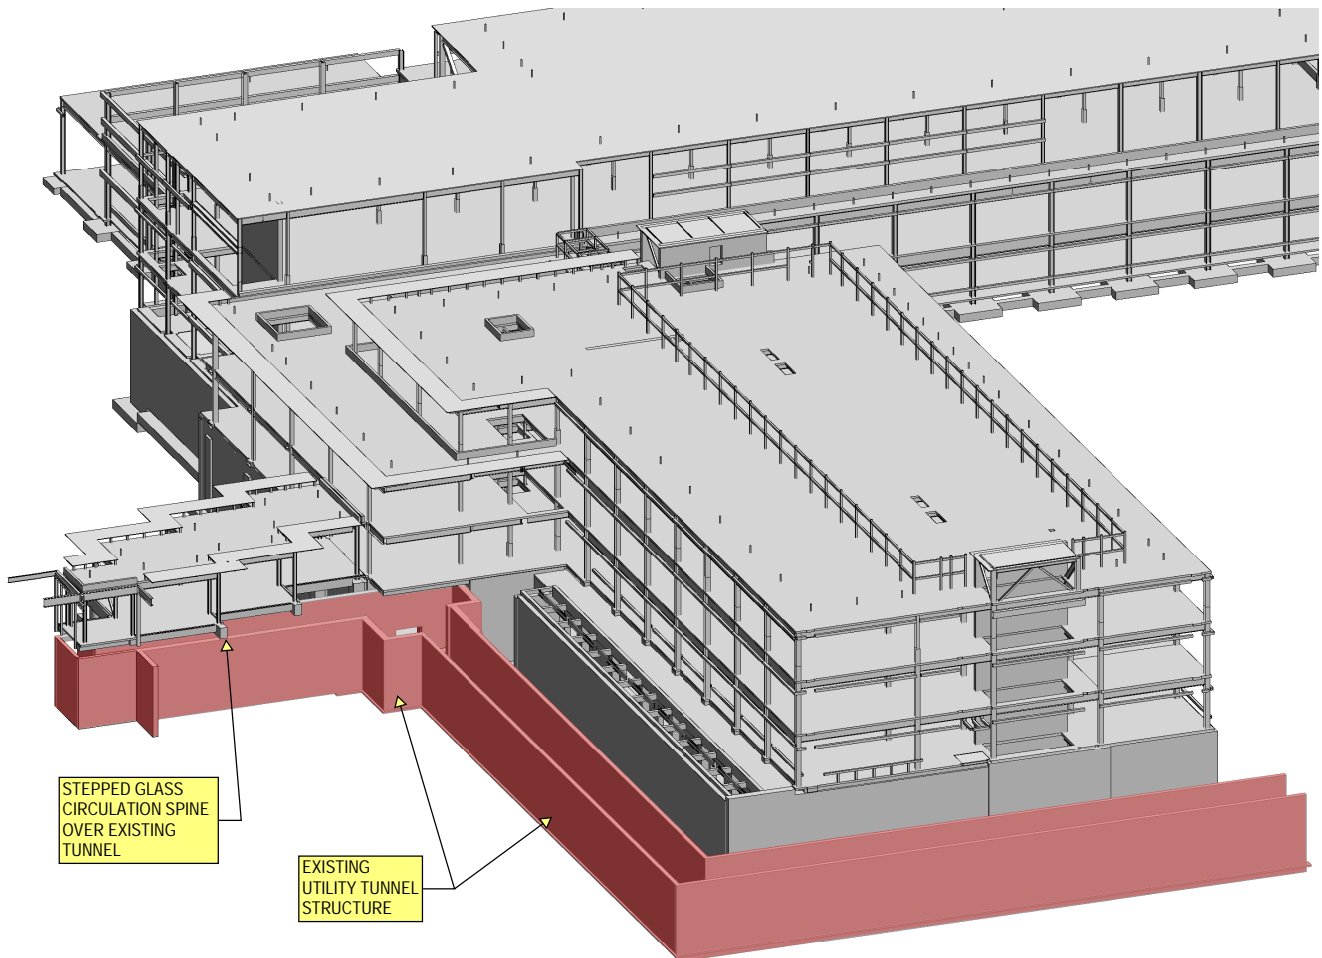 STEPPED GLASS
CIRCULATION SPINE
OVER EXISTING
TUNNEL
EXISTING
UTILITY TUNNEL
STRUCTURE